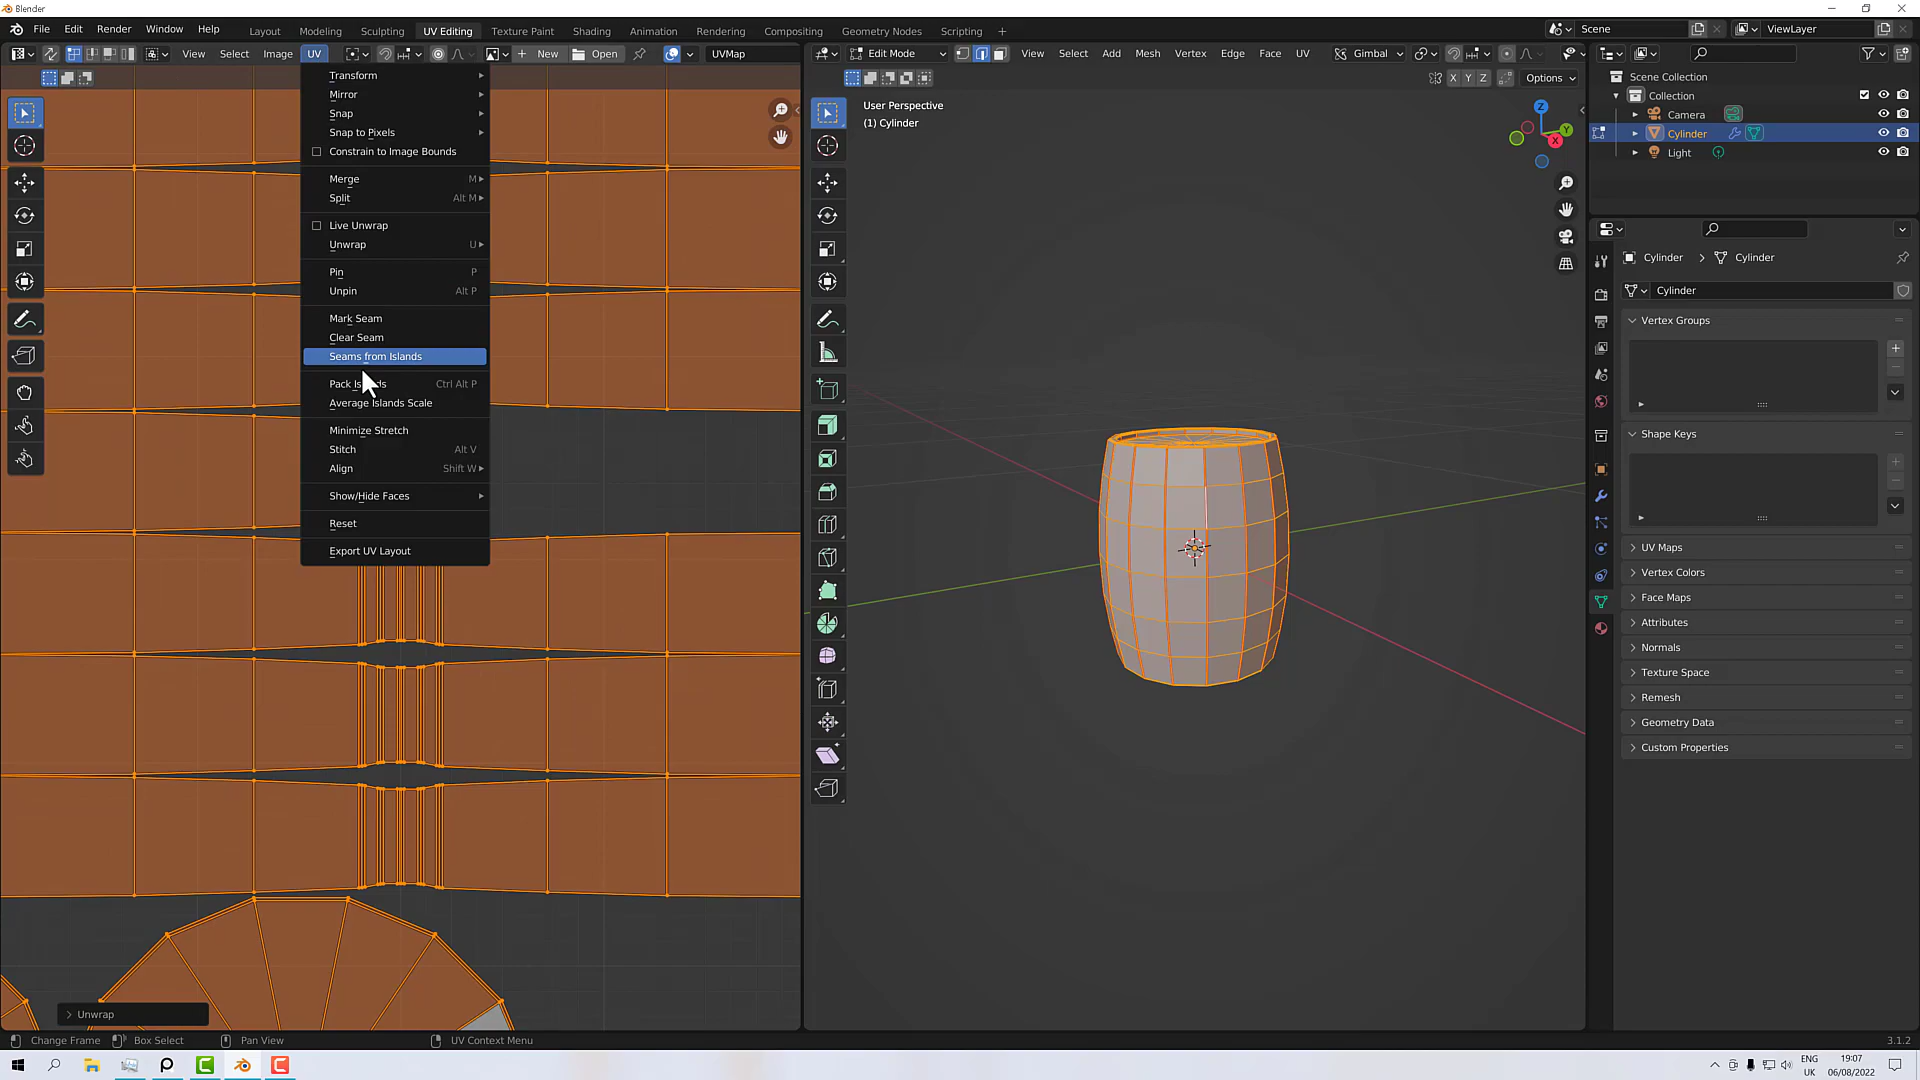 Blender
File Edit Render Window Help Layout Modeling Sculpting UV Editing Texture Paint Shading Animation Rendering Compositing Geometry Nodes Scripting + Scene ViewLayer
View Select Image UV New Open UVMap Edit Mode View Select Add Mesh Vertex Edge Face UV Gimbal
X Y Z Options
Transform
Mirror
Snap
Snap to Pixels
Constrain to Image Bounds
Merge M
Split Alt M
Live Unwrap
Unwrap U
Pin P
Unpin Alt P
Mark Seam
Clear Seam
Seams from Islands
Pack Islands Ctrl Alt P
Average Islands Scale
Minimize Stretch
Stitch Alt V
Align Shift W
Show/Hide Faces
Reset
Export UV Layout
Unwrap
User Perspective
(1) Cylinder
Z
Y
X
Scene Collection
Collection
Camera
Cylinder
Light
Cylinder > Cylinder
Cylinder
Vertex Groups
Shape Keys
UV Maps
Vertex Colors
Face Maps
Attributes
Normals
Texture Space
Remesh
Geometry Data
Custom Properties
Change Frame Box Select Pan View UV Context Menu 3.1.2
ENG
UK
19:07
06/08/2022